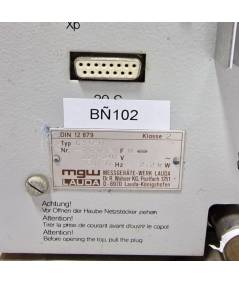 Xp
BÑ102
DIN 12 879 Klasse 2
Typ
Nr.
V
Hz
mgw LAUDA
MESSGERÄTE-WERK LAUDA
Dr. R. Wobser KG, Postfach 1251
D-6970 Lauda-Königshofen
Achtung!
Vor Öffnen der Haube Netzstecker ziehen
Attention!
Tirer la prise de courant avant d'ouvrir le capot
Attention!
Before opening the top, pull the plug